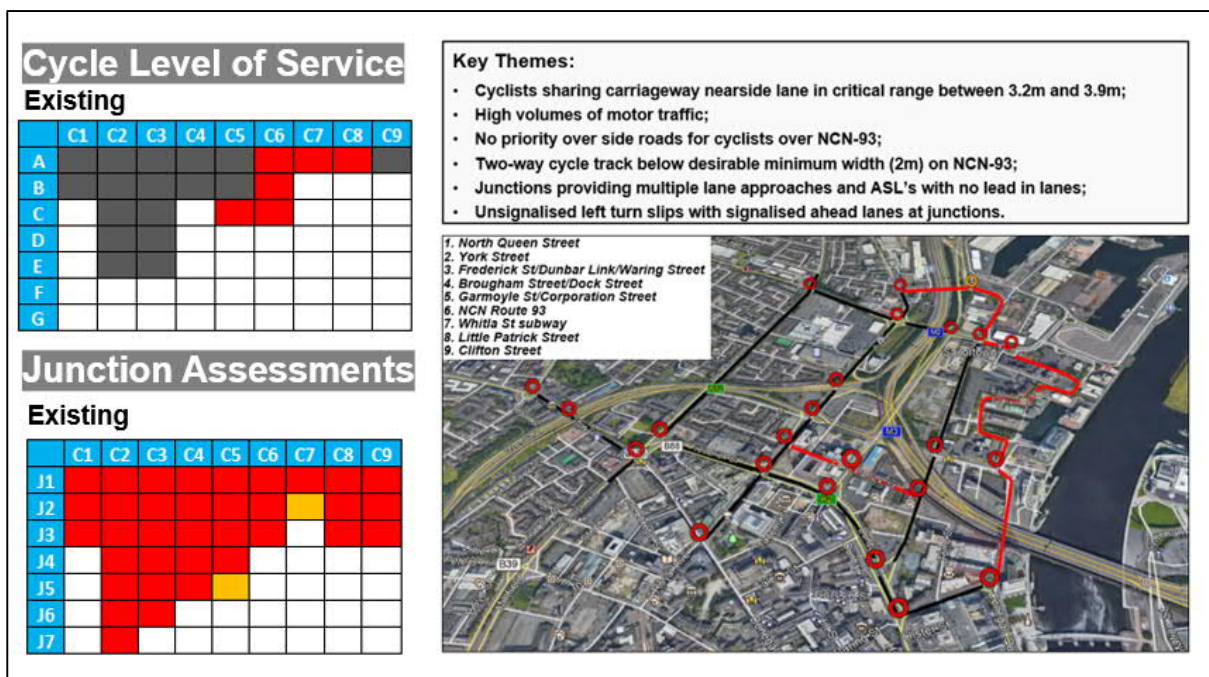 Cycle Level of Service
Existing
C1 C2 C3 C4 C5 C6 C7 C8 C9
A
B
C
D
E
F
G
Junction Assessments
Existing
C1 C2 C3 C4 C5 C6 C7 C8 C9
J1
J2
J3
J4
J5
J6
J7
Key Themes:
• Cyclists sharing carriageway nearside lane in critical range between 3.2m and 3.9m;
• High volumes of motor traffic;
• No priority over side roads for cyclists over NCN-93;
• Two-way cycle track below desirable minimum width (2m) on NCN-93;
• Junctions providing multiple lane approaches and ASL's with no lead in lanes;
• Unsignalised left turn slips with signalised ahead lanes at junctions.
1. North Queen Street
2. York Street
3. Frederick St/Dunbar Link/Waring Street
4. Brougham Street/Dock Street
5. Garmoyle St/Corporation Street
6. NCN Route 93
7. Whitla St subway
8. Little Patrick Street
9. Clifton Street
M2
M3
B68
B39